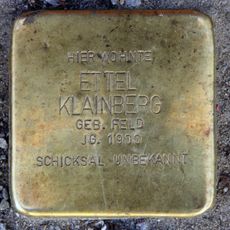 HIER WOHNTE
ETTEL
KLAINBERG
GEB. FELD
JG. 1900
SCHICKSAL UNBEKANNT